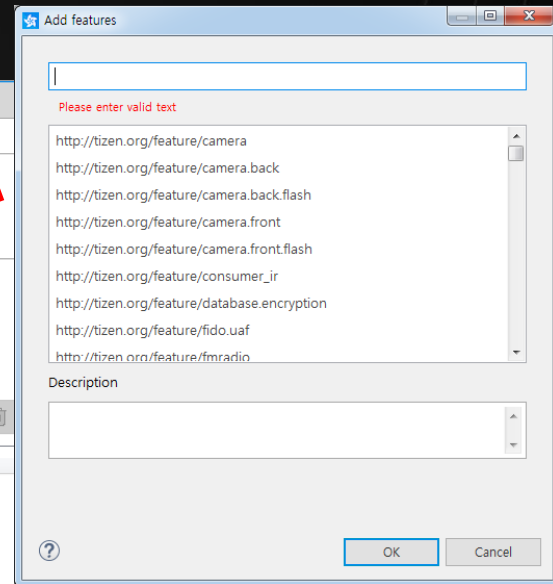 Add features
Please enter valid text
http://tizen.org/feature/camera
http://tizen.org/feature/camera.back
http://tizen.org/feature/camera.back.flash
http://tizen.org/feature/camera.front
http://tizen.org/feature/camera.front.flash
http://tizen.org/feature/consumer_ir
http://tizen.org/feature/database.encryption
http://tizen.org/feature/fido.uaf
http://tizen.org/feature/fmradio
Description
?
OK
Cancel